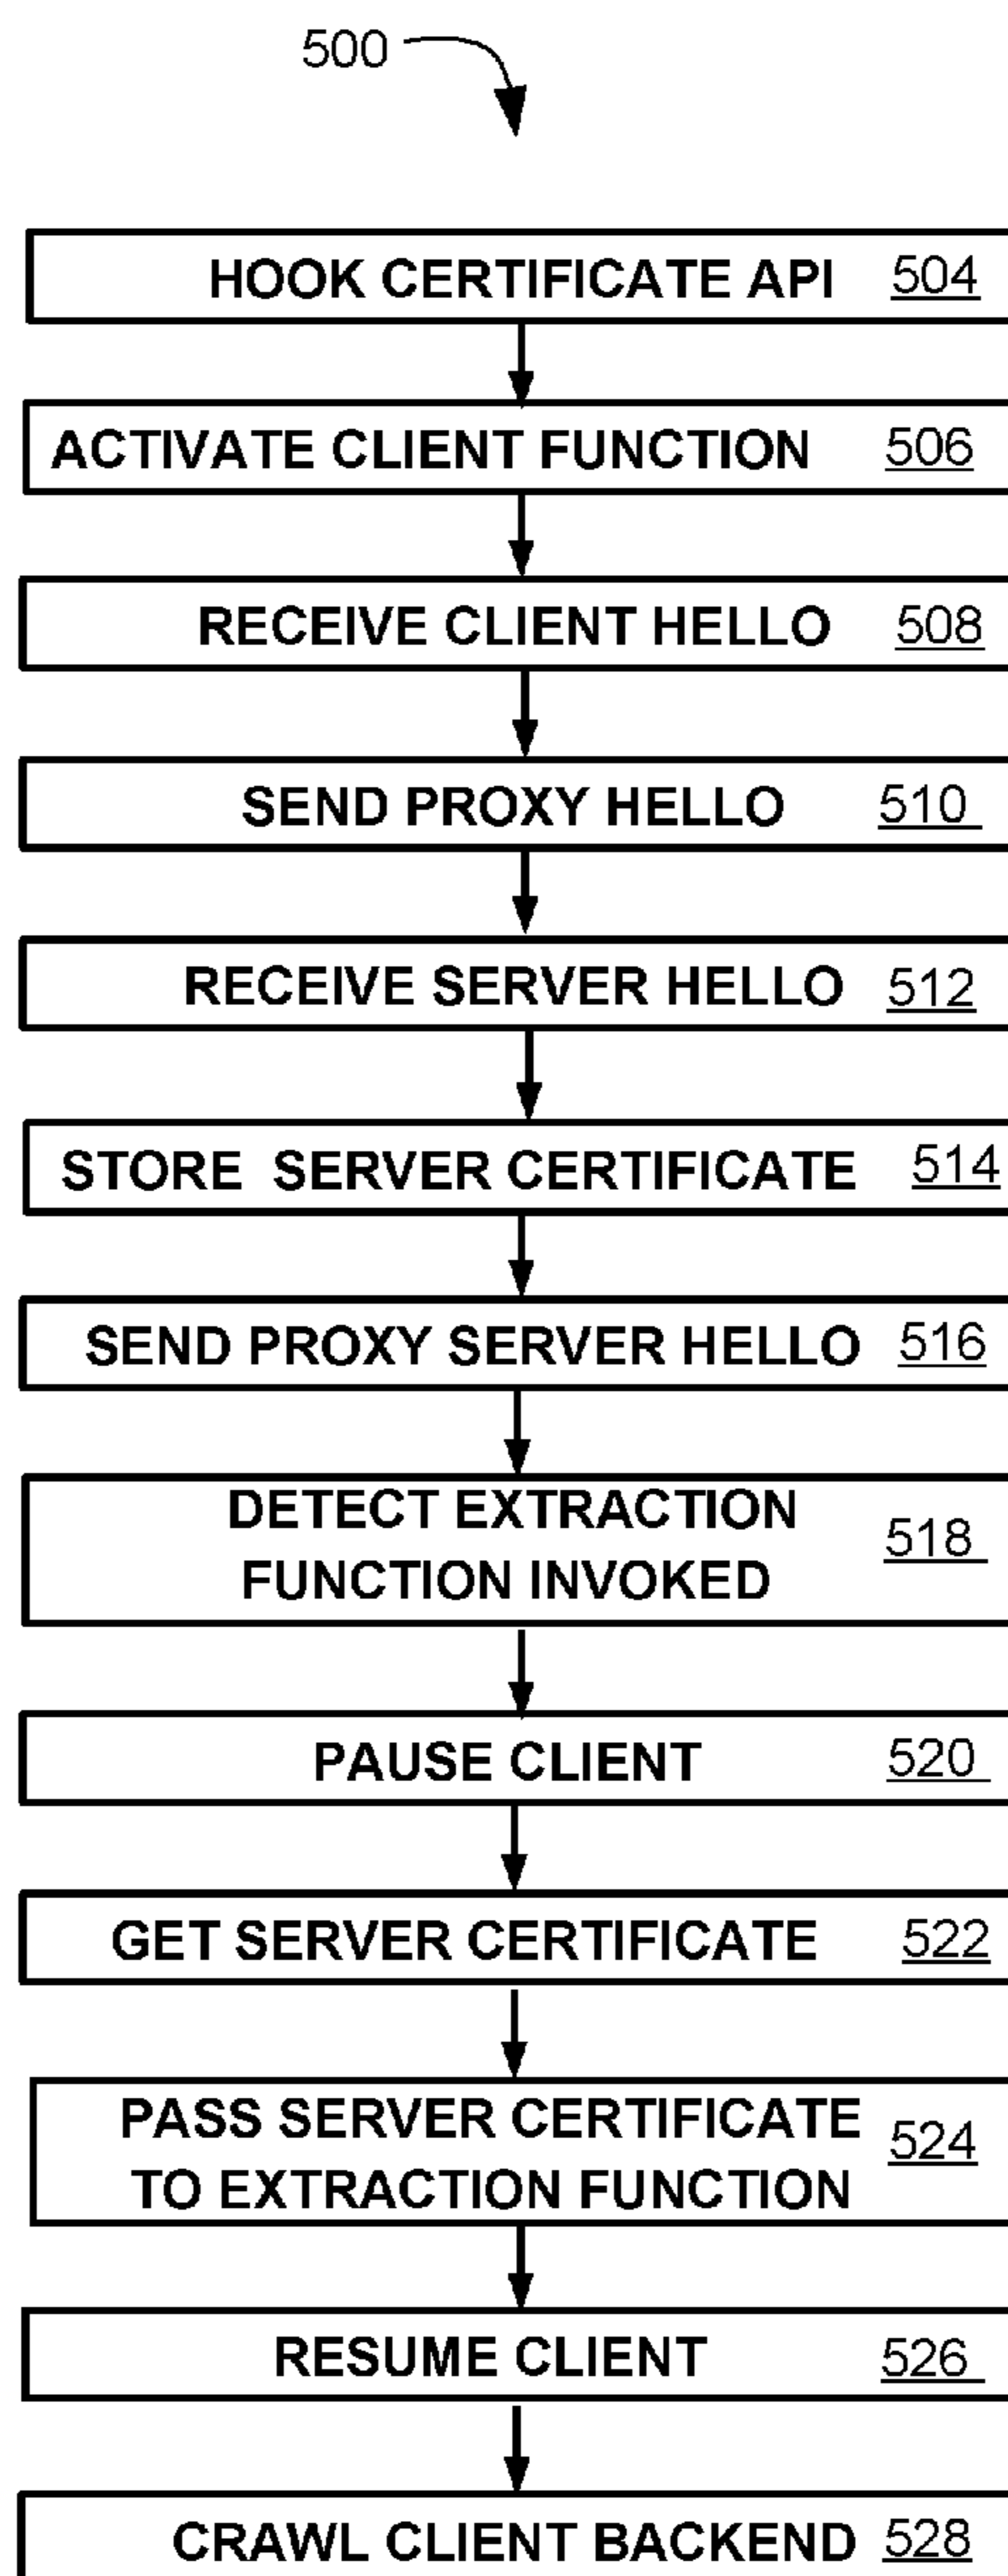 500
HOOK CERTIFICATE API 504
ACTIVATE CLIENT FUNCTION 506
RECEIVE CLIENT HELLO 508
SEND PROXY HELLO 510
RECEIVE SERVER HELLO 512
STORE SERVER CERTIFICATE 514
SEND PROXY SERVER HELLO 516
DETECT EXTRACTION
FUNCTION INVOKED 518
PAUSE CLIENT 520
GET SERVER CERTIFICATE 522
PASS SERVER CERTIFICATE
TO EXTRACTION FUNCTION 524
RESUME CLIENT 526
CRAWL CLIENT BACKEND 528